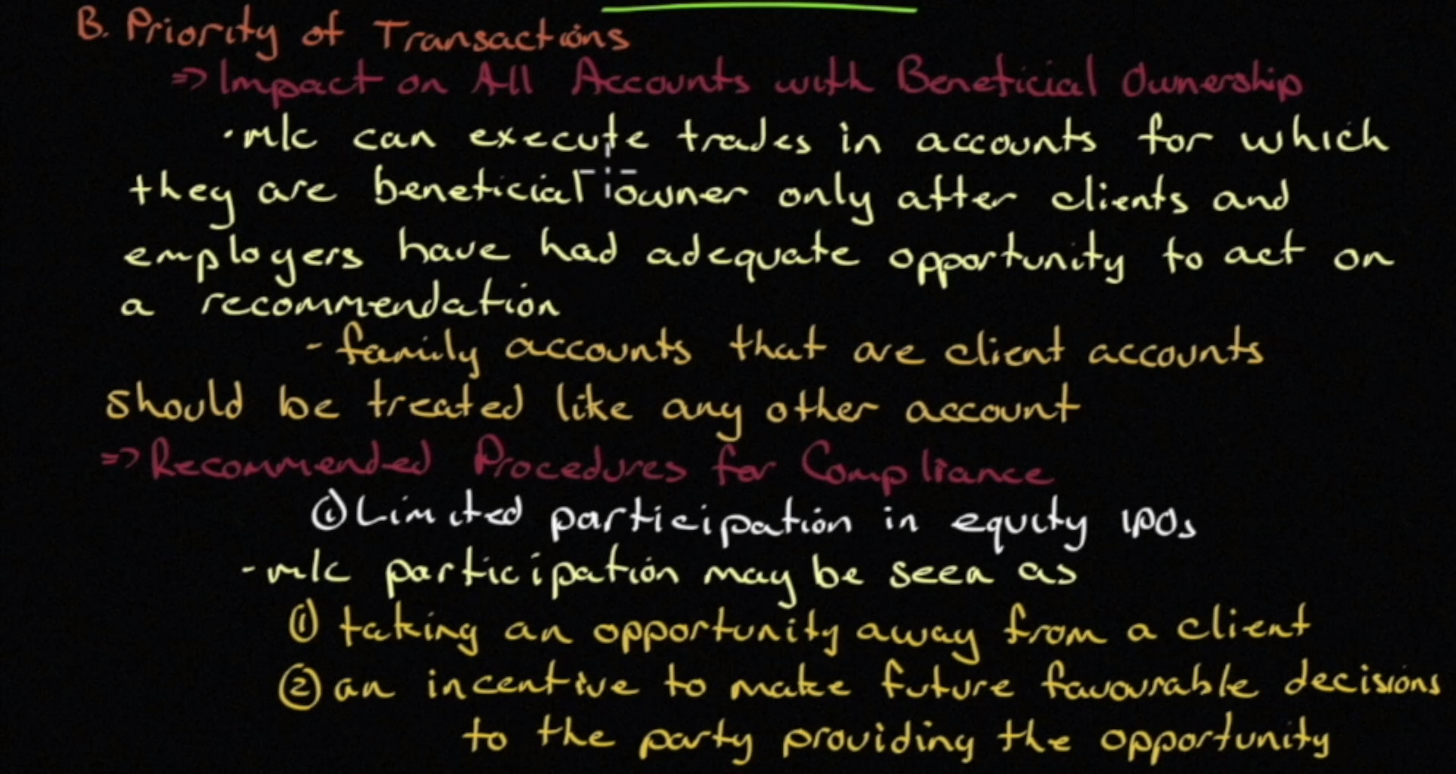 B. Priority of Transactions
=> Impact on All Accounts with Beneficial Ownership
· m/c can execute trades in accounts for which
they are beneficial owner only after clients and
employers have had adequate opportunity to act on
a recommendation
- family accounts that are client accounts
should be treated like any other account
=> Recommended Procedures for Compliance
① Limited participation in equity IPOs
- m/c participation may be seen as
① taking an opportunity away from a client
② an incentive to make future favourable decisions
to the party providing the opportunity